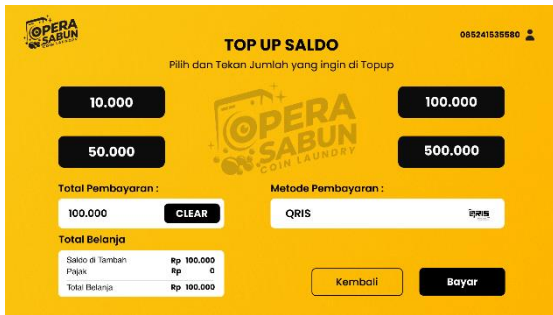 OPERA
SABUN
COIN LAUNDRY
085241535580
TOP UP SALDO
Pilih dan Tekan Jumlah yang ingin di Topup
10.000
100.000
OPERA
SABUN
COIN LAUNDRY
50.000
500.000
Total Pembayaran :
Metode Pembayaran :
100.000
CLEAR
QRIS
QRIS
Total Belanja
Saldo di Tambah Rp 100.000
Pajak Rp 0
Total Belanja Rp 100.000
Kembali
Bayar